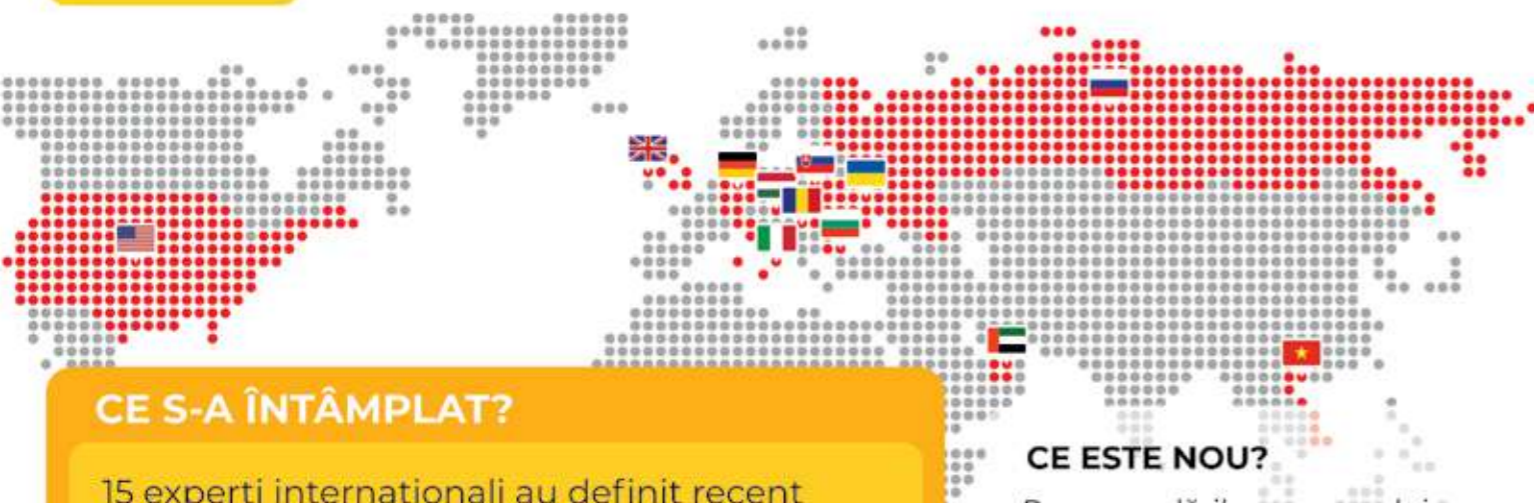 CE S-A ÎNTÂMPLAT?
15 experți internaționali au definit recent
CE ESTE NOU?